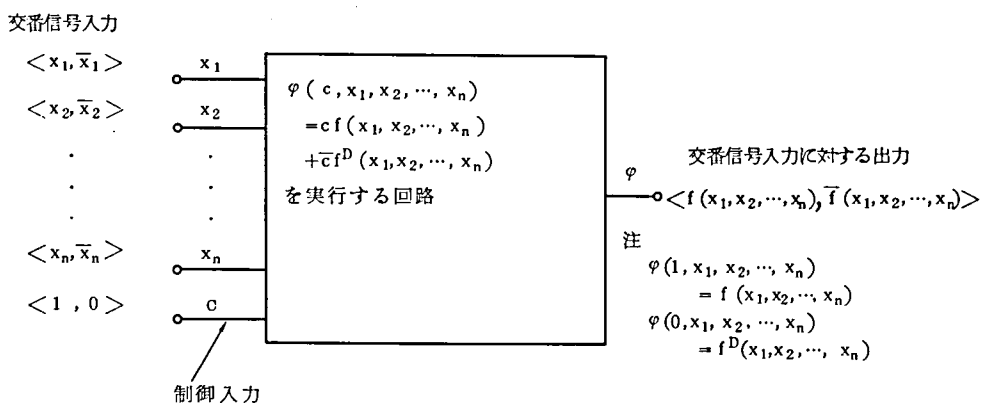 交番信号入力
<x₁, x̄₁>
<x₂, x̄₂>
<xₙ, x̄ₙ>
<1 , 0>
x₁
x₂
xₙ
C
制御入力
φ( c, x₁, x₂, …, xₙ)
=cf(x₁, x₂, …, xₙ)
+c̄fᴰ(x₁,x₂, …, xₙ)
を実行する回路
φ
交番信号入力に対する出力
<f(x₁,x₂,…,xₙ), f̄(x₁,x₂,…,xₙ)>
注
φ(1, x₁, x₂, …, xₙ)
= f(x₁,x₂,…, xₙ)
φ(0,x₁, x₂, …, xₙ)
= fᴰ(x₁,x₂,…, xₙ)